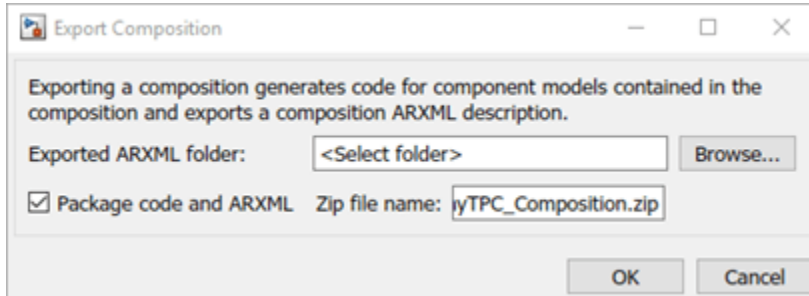 Export Composition
Exporting a composition generates code for component models contained in the
composition and exports a composition ARXML description.
Exported ARXML folder: <Select folder> Browse...
Package code and ARXML Zip file name: yTPC_Composition.zip
OK Cancel